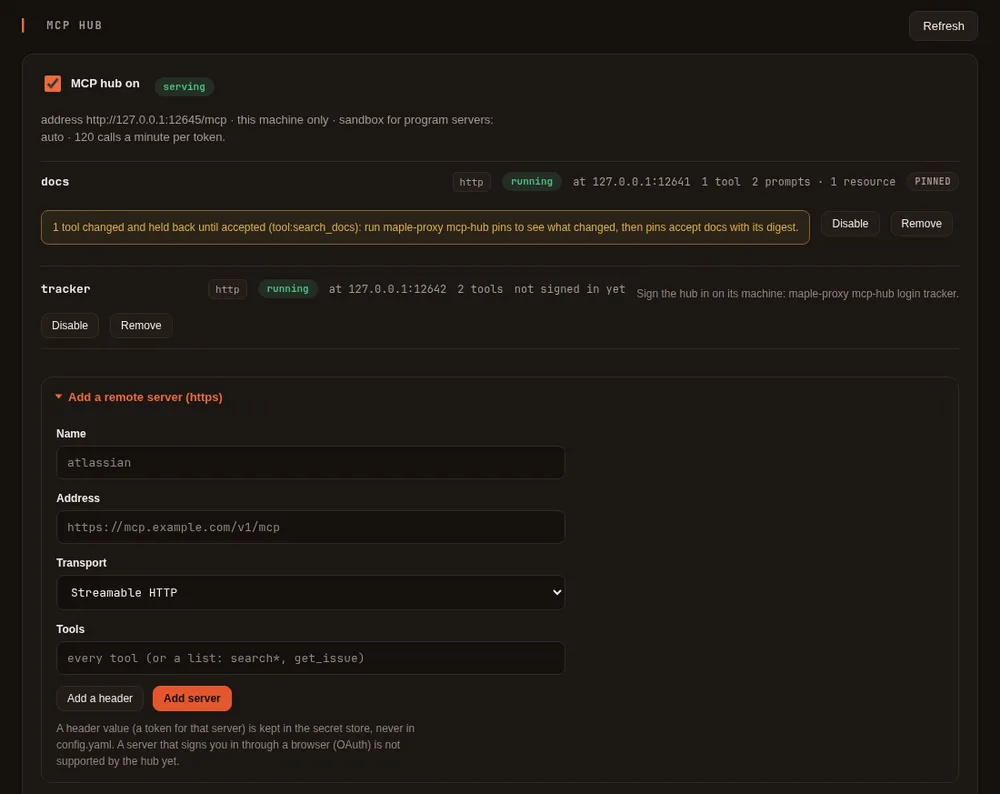 MCP HUB
Refresh
MCP hub on
serving
address http://127.0.0.1:12645/mcp · this machine only · sandbox for program servers:
auto · 120 calls a minute per token.
docs
http
running
at 127.0.0.1:12641
1 tool
2 prompts · 1 resource
PINNED
1 tool changed and held back until accepted (tool:search_docs): run maple-proxy mcp-hub pins to see what changed, then pins accept docs with its digest.
Disable
Remove
tracker
http
running
at 127.0.0.1:12642
2 tools
not signed in yet
Sign the hub in on its machine: maple-proxy mcp-hub login tracker.
Disable
Remove
Add a remote server (https)
Name
atlassian
Address
https://mcp.example.com/v1/mcp
Transport
Streamable HTTP
Tools
every tool (or a list: search*, get_issue)
Add a header
Add server
A header value (a token for that server) is kept in the secret store, never in
config.yaml. A server that signs you in through a browser (OAuth) is not
supported by the hub yet.